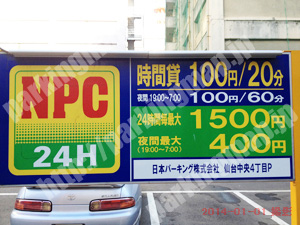 NPC
24H
時間貸 100円/20分
夜間 19:00~7:00 100円/60分
24時間毎最大 1500円
夜間最大 400円
(19:00~7:00)
日本パーキング株式会社 仙台中央4丁目P